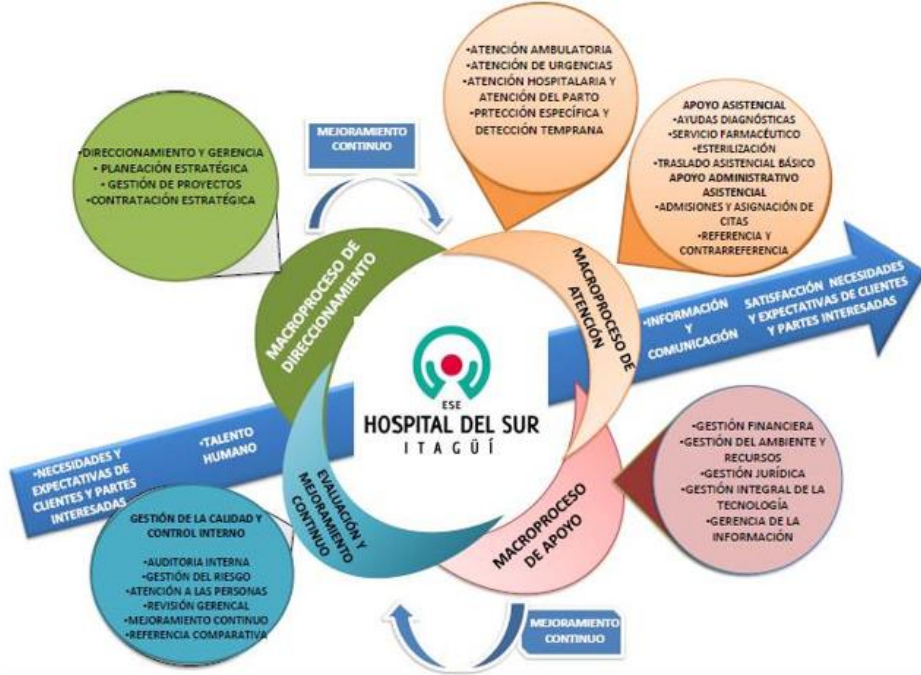 •DIRECCIONAMIENTO Y GERENCIA
•PLANEACIÓN ESTRATÉGICA
•GESTIÓN DE PROYECTOS
•CONTRATACIÓN ESTRATÉGICA
MEJORAMIENTO
CONTINUO
•ATENCIÓN AMBULATORIA
•ATENCIÓN DE URGENCIAS
•ATENCIÓN HOSPITALARIA Y
ATENCIÓN DEL PARTO
•PRTECCIÓN ESPECÍFICA Y
DETECCIÓN TEMPRANA
APOYO ASISTENCIAL
•AYUDAS DIAGNÓSTICAS
•SERVICIO FARMACÉUTICO
•ESTERILIZACIÓN
•TRASLADO ASISTENCIAL BÁSICO
APOYO ADMINISTRATIVO
ASISTENCIAL
•ADMISIONES Y ASIGNACIÓN DE
CITAS
•REFERENCIA Y
CONTRARREFERENCIA
MACROPROCESO DE
DIRECCIONAMIENTO
MACROPROCESO DE
ATENCIÓN
•INFORMACIÓN
Y
COMUNICACIÓN
SATISFACCIÓN NECESIDADES
Y EXPECTATIVAS DE CLIENTES
Y PARTES INTERESADAS
ESE
HOSPITAL DEL SUR
ITAGÜÍ
•NECESIDADES Y
EXPECTATIVAS DE
CLIENTES Y PARTES
INTERESADAS
•TALENTO
HUMANO
EVALUACIÓN Y
MEJORAMIENTO
CONTINUO
MACROPROCESO
DE APOYO
•GESTIÓN FINANCIERA
•GESTIÓN DEL AMBIENTE Y
RECURSOS
•GESTIÓN JURÍDICA
•GESTIÓN INTEGRAL DE LA
TECNOLOGÍA
•GERENCIA DE LA
INFORMACIÓN
GESTIÓN DE LA CALIDAD Y
CONTROL INTERNO
•AUDITORIA INTERNA
•GESTIÓN DEL RIESGO
•ATENCIÓN A LAS PERSONAS
•REVISIÓN GERENCAL
•MEJORAMIENTO CONTINUO
•REFERENCIA COMPARATIVA
MEJORAMIENTO
CONTINUO